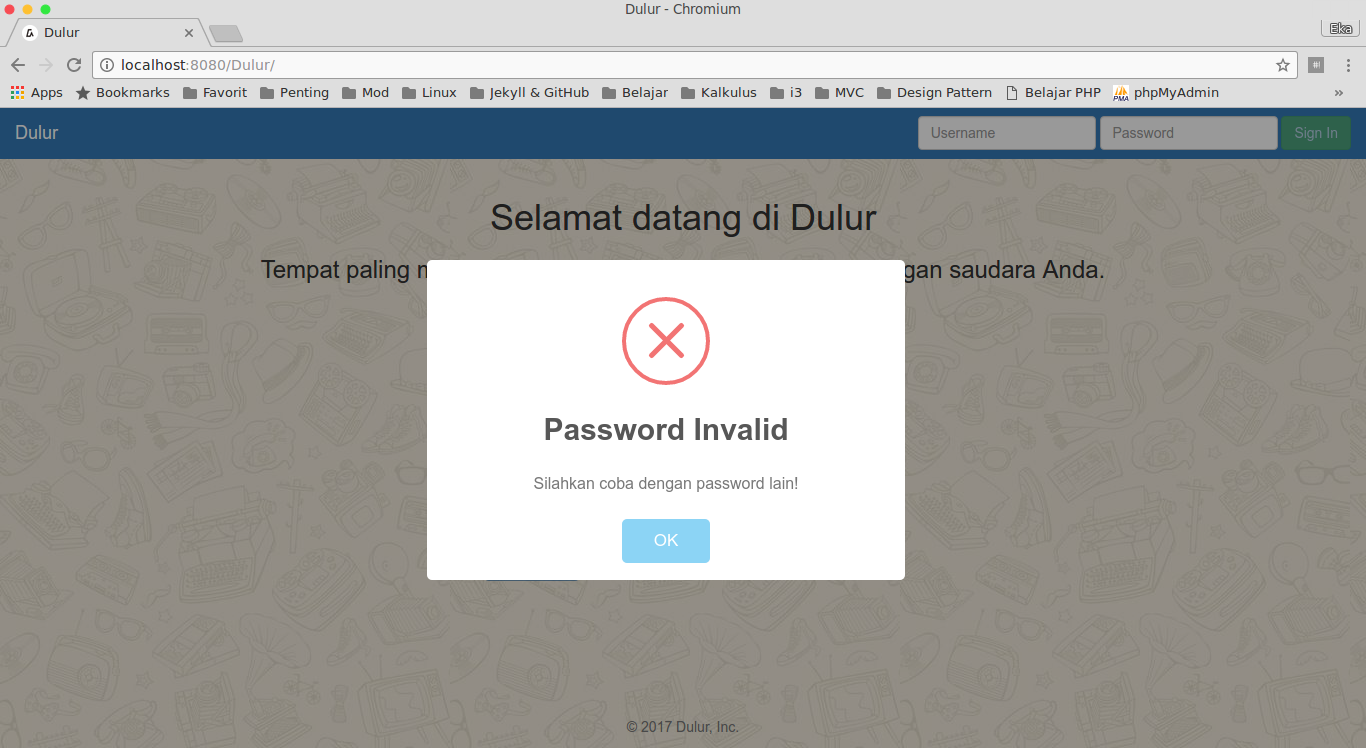 Dulur - Chromium
Dulur
Eka
localhost:8080/Dulur/
#!
Apps Bookmarks Favorit Penting Mod Linux Jekyll & GitHub Belajar Kalkulus i3 MVC Design Pattern Belajar PHP PMA phpMyAdmin »
Dulur Username Password Sign In
Selamat datang di Dulur
Tempat paling gan saudara Anda.
Password Invalid
Silahkan coba dengan password lain!
OK
© 2017 Dulur, Inc.